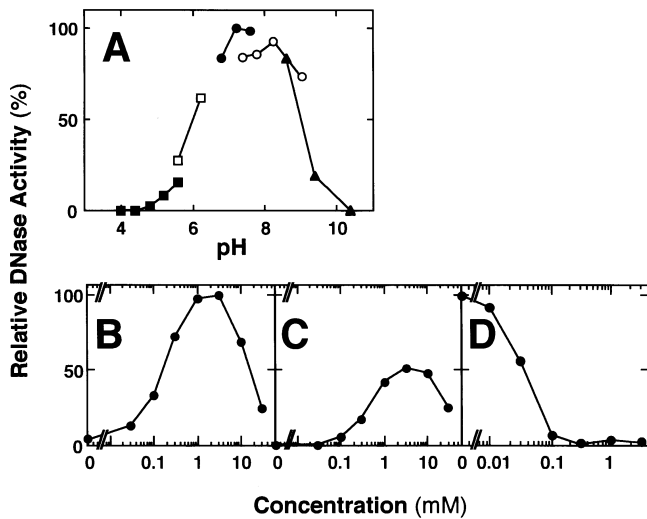 Relative DNase Activity (%)
A
100
50
0
4 6 8 10
pH
B C D
100
50
0
0 0.1 1 10 0 0.1 1 10 0 0.01 0.1 1
Concentration (mM)